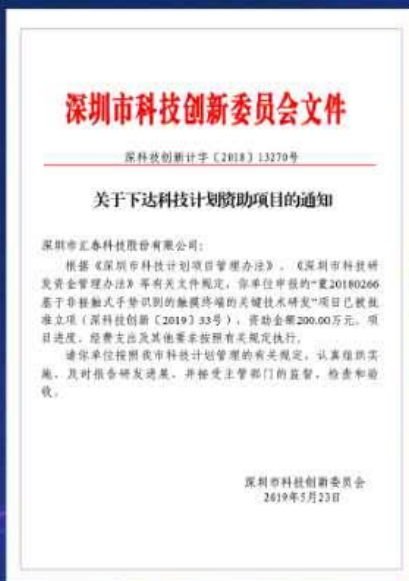 深圳市科技创新委员会文件
深科技创新计字〔2018〕13270号
关于下达科技计划资助项目的通知
深圳市汇春科技股份有限公司：
根据《深圳市科技计划项目管理办法》、《深圳市科技研
发资金管理办法》等有关文件规定，你单位申报的“重20180266
基于非接触式手势识别的触摸终端的关键技术研发”项目已被批
准立项（深科技创新〔2019〕33号），资助金额200.00万元。项
目进度、经费支出及其他要求按照有关规定执行。
请你单位按照我市科技计划管理的有关规定，认真组织实
施，及时报告研发进展，并接受主管部门的监督、检查和验
收。
深圳市科技创新委员会
2019年5月23日